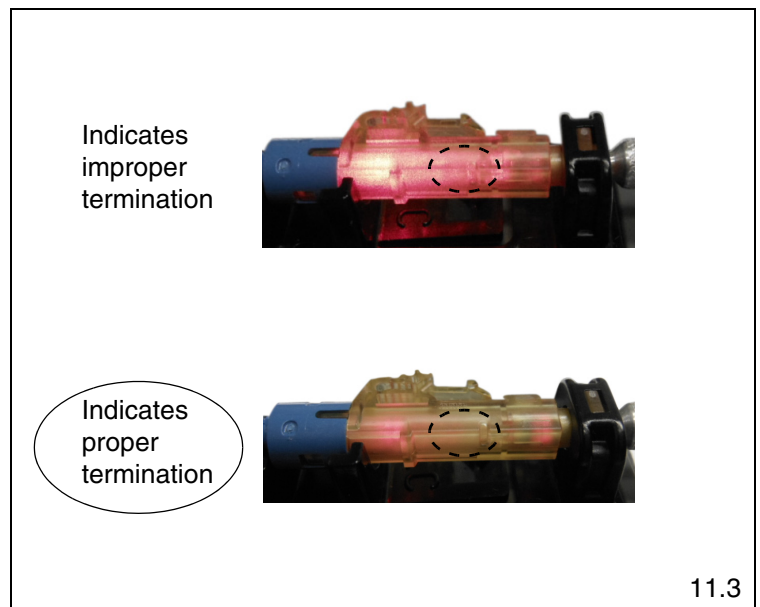 Indicates
improper
termination
Indicates
proper
termination
11.3